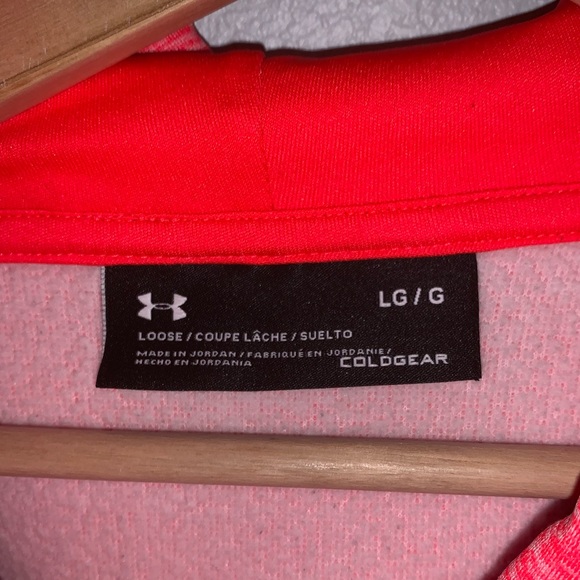 LG / G
LOOSE / COUPE LÂCHE / SUELTO
MADE IN JORDAN / FABRIQUÉ EN JORDANIE /
HECHO EN JORDANIA
COLDGEAR